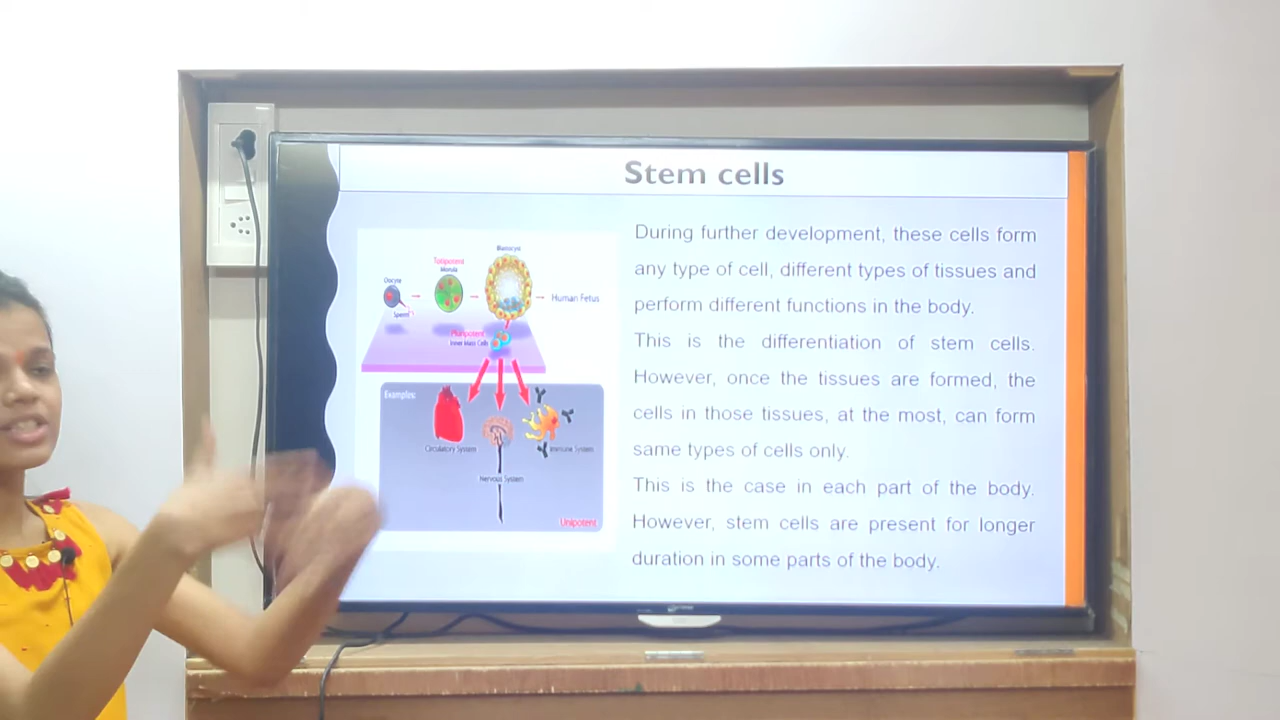 Stem cells
During further development, these cells form
any type of cell, different types of tissues and
perform different functions in the body.
This is the differentiation of stem cells.
However, once the tissues are formed, the
cells in those tissues, at the most, can form
same types of cells only.
This is the case in each part of the body.
However, stem cells are present for longer
duration in some parts of the body.
Blastocyst
Totipotent
Morula
Oocyte
Sperm
Human Fetus
Pluripotent
Inner Mass Cells
Examples:
Circulatory System
Immune System
Nervous System
Unipotent